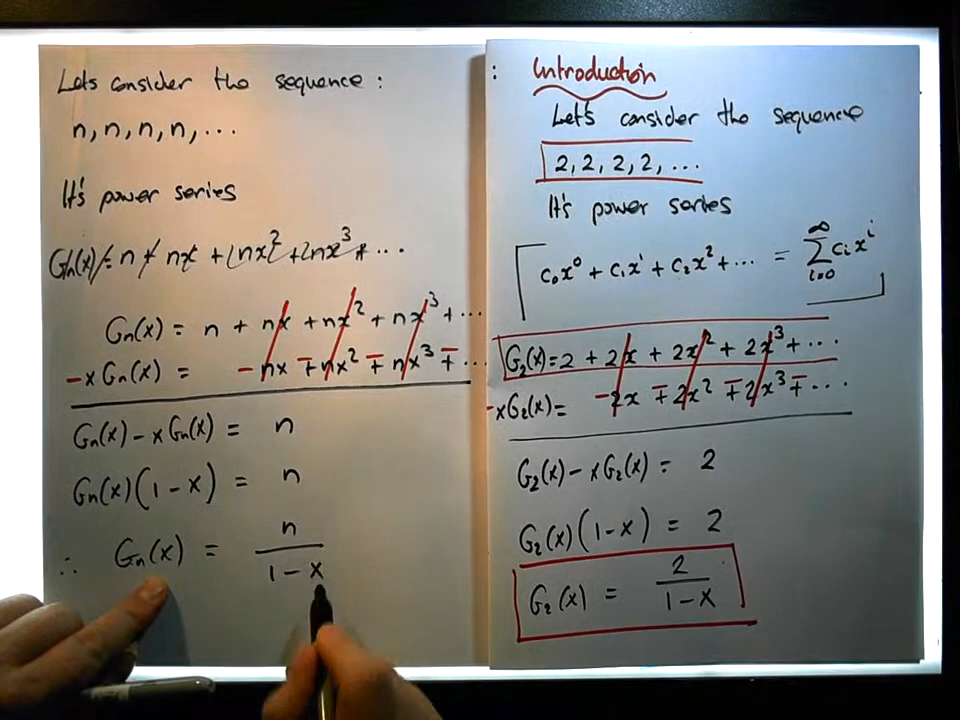 Lets consider the sequence :
n, n, n, n, ...
It's power series
Gn(x) = n + nx + nx² + nx³ + ...
Gn(x) = n + nx + nx² + nx³ + ...
-xGn(x) = -nx ∓ nx² ∓ nx³ ∓ ...
Gn(x) - xGn(x) = n
Gn(x)(1-x) = n
∴ Gn(x) = n / 1-x
: Introduction
Let's consider the sequence
2, 2, 2, 2, ...
It's power series
c₀x⁰ + c₁x¹ + c₂x² + ... = ∞ Σ i=0 cᵢxⁱ
G₂(x) = 2 + 2x + 2x² + 2x³ + ...
-xG₂(x) = -2x ∓ 2x² ∓ 2x³ ∓ ...
G₂(x) - xG₂(x) = 2
G₂(x)(1-x) = 2
G₂(x) = 2 / 1-x